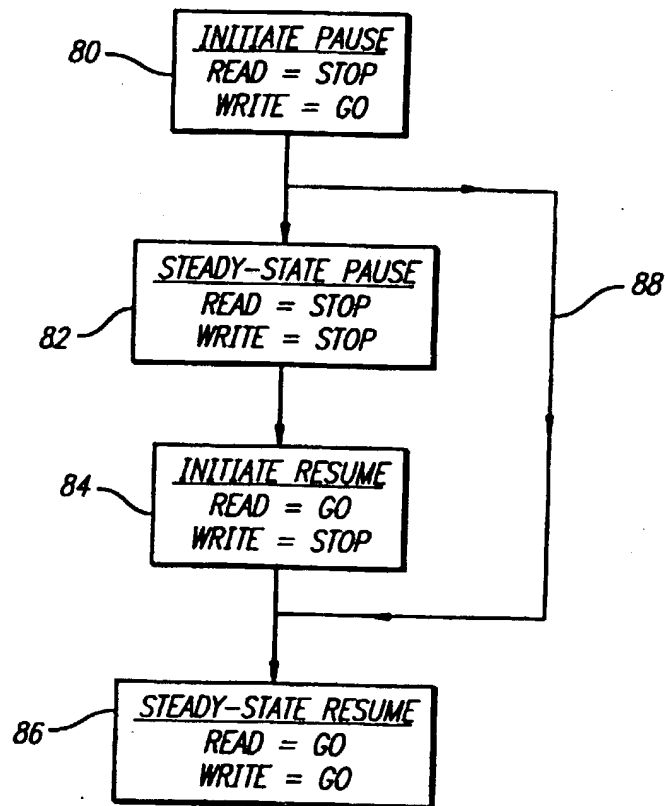 80
INITIATE PAUSE
READ = STOP
WRITE = GO
STEADY-STATE PAUSE
READ = STOP
WRITE = STOP
82
88
INITIATE RESUME
READ = GO
WRITE = STOP
84
STEADY-STATE RESUME
READ = GO
WRITE = GO
86